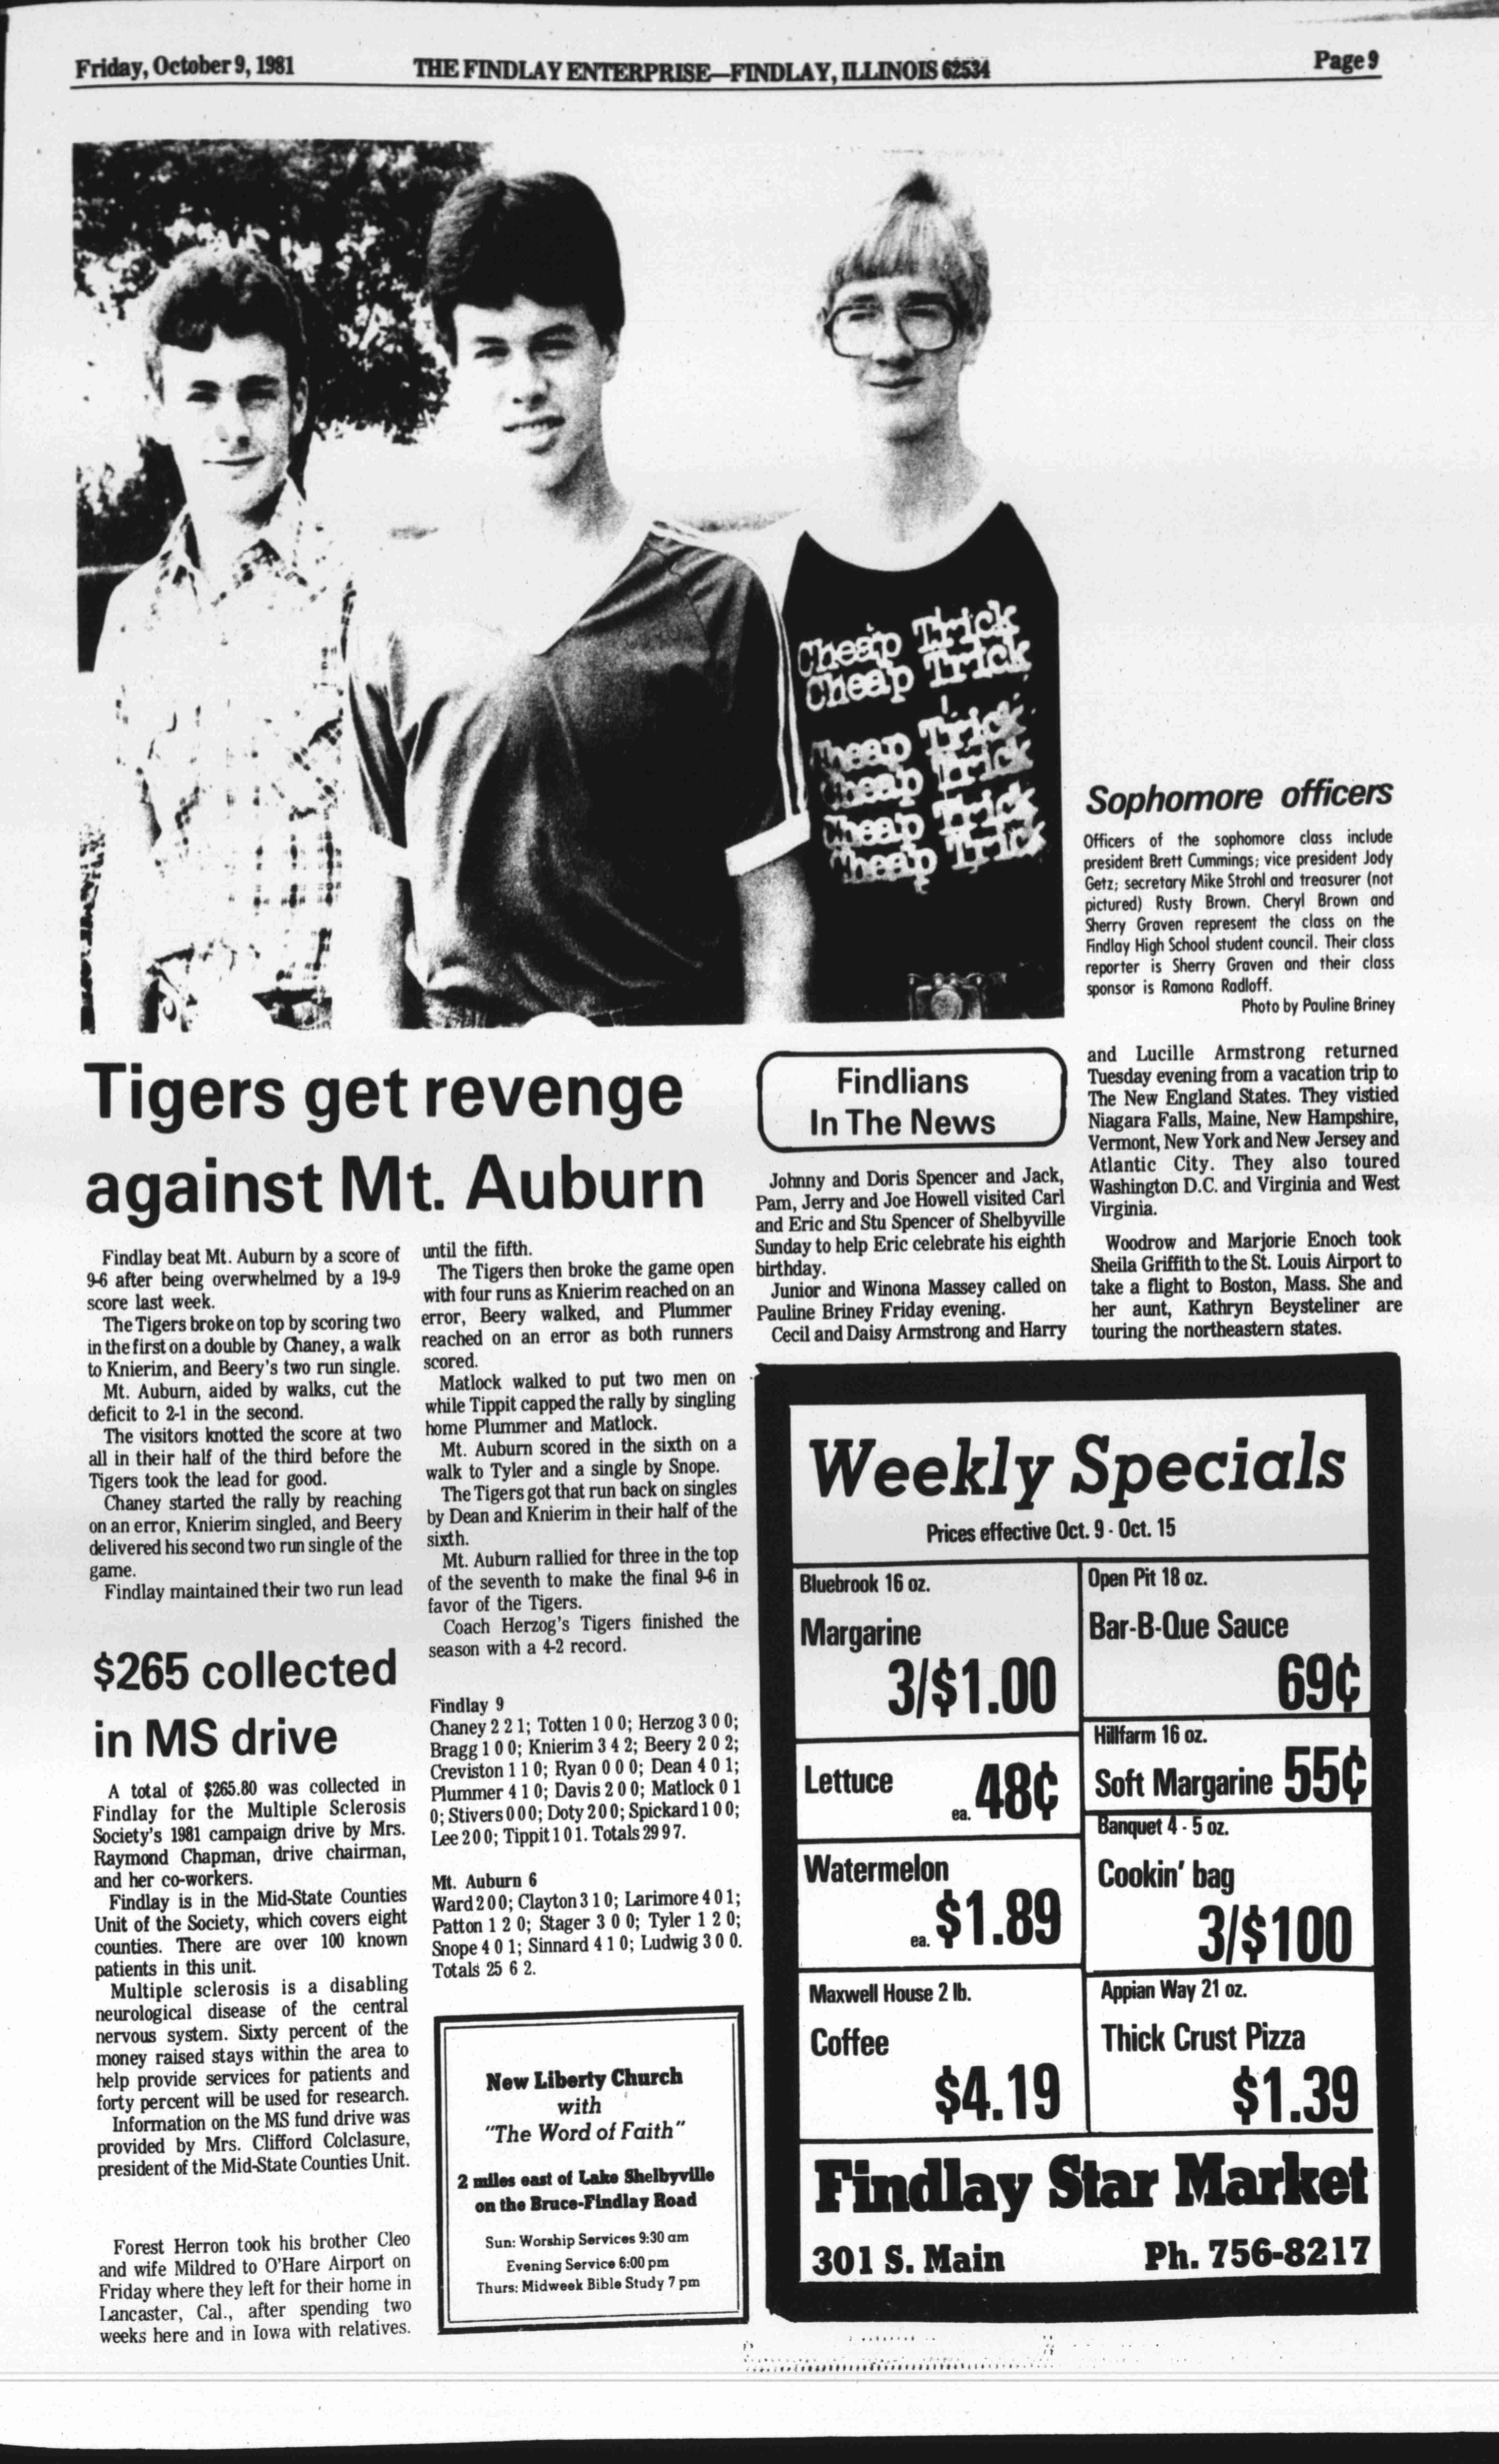 Friday, October 9, 1981
THE FINDLAY ENTERPRISE—FINDLAY, ILLINOIS 62534
Page 9
Cheap Trick
Cheap Trick
Cheap Trick
Cheap Trick
Cheap Trick
Cheap Trick
Sophomore officers
Officers of the sophomore class include
president Brett Cummings; vice president Jody
Getz; secretary Mike Strohl and treasurer (not
pictured) Rusty Brown. Cheryl Brown and
Sherry Graven represent the class on the
Findlay High School student council. Their class
reporter is Sherry Graven and their class
sponsor is Ramona Radloff.
Photo by Pauline Briney
Tigers get revenge
against Mt. Auburn
Findlay beat Mt. Auburn by a score of
9-6 after being overwhelmed by a 19-9
score last week.
The Tigers broke on top by scoring two
in the first on a double by Chaney, a walk
to Knierim, and Beery's two run single.
Mt. Auburn, aided by walks, cut the
deficit to 2-1 in the second.
The visitors knotted the score at two
all in their half of the third before the
Tigers took the lead for good.
Chaney started the rally by reaching
on an error, Knierim singled, and Beery
delivered his second two run single of the
game.
Findlay maintained their two run lead
until the fifth.
The Tigers then broke the game open
with four runs as Knierim reached on an
error, Beery walked, and Plummer
reached on an error as both runners
scored.
Matlock walked to put two men on
while Tippit capped the rally by singling
home Plummer and Matlock.
Mt. Auburn scored in the sixth on a
walk to Tyler and a single by Snope.
The Tigers got that run back on singles
by Dean and Knierim in their half of the
sixth.
Mt. Auburn rallied for three in the top
of the seventh to make the final 9-6 in
favor of the Tigers.
Coach Herzog's Tigers finished the
season with a 4-2 record.
Findlay 9
Chaney 2 2 1; Totten 1 0 0; Herzog 3 0 0;
Bragg 1 0 0; Knierim 3 4 2; Beery 2 0 2;
Creviston 1 1 0; Ryan 0 0 0; Dean 4 0 1;
Plummer 4 1 0; Davis 2 0 0; Matlock 0 1
0; Stivers 0 0 0; Doty 2 0 0; Spickard 1 0 0;
Lee 2 0 0; Tippit 1 0 1. Totals 29 9 7.
Mt. Auburn 6
Ward 2 0 0; Clayton 3 1 0; Larimore 4 0 1;
Patton 1 2 0; Stager 3 0 0; Tyler 1 2 0;
Snope 4 0 1; Sinnard 4 1 0; Ludwig 3 0 0.
Totals 25 6 2.
$265 collected
in MS drive
A total of $265.80 was collected in
Findlay for the Multiple Sclerosis
Society's 1981 campaign drive by Mrs.
Raymond Chapman, drive chairman,
and her co-workers.
Findlay is in the Mid-State Counties
Unit of the Society, which covers eight
counties. There are over 100 known
patients in this unit.
Multiple sclerosis is a disabling
neurological disease of the central
nervous system. Sixty percent of the
money raised stays within the area to
help provide services for patients and
forty percent will be used for research.
Information on the MS fund drive was
provided by Mrs. Clifford Colclasure,
president of the Mid-State Counties Unit.
Forest Herron took his brother Cleo
and wife Mildred to O'Hare Airport on
Friday where they left for their home in
Lancaster, Cal., after spending two
weeks here and in Iowa with relatives.
New Liberty Church
with
"The Word of Faith"
2 miles east of Lake Shelbyville
on the Bruce-Findlay Road
Sun: Worship Services 9:30 am
Evening Service 6:00 pm
Thurs: Midweek Bible Study 7 pm
Findlians
In The News
Johnny and Doris Spencer and Jack,
Pam, Jerry and Joe Howell visited Carl
and Eric and Stu Spencer of Shelbyville
Sunday to help Eric celebrate his eighth
birthday.
Junior and Winona Massey called on
Pauline Briney Friday evening.
Cecil and Daisy Armstrong and Harry
and Lucille Armstrong returned
Tuesday evening from a vacation trip to
The New England States. They vistied
Niagara Falls, Maine, New Hampshire,
Vermont, New York and New Jersey and
Atlantic City. They also toured
Washington D.C. and Virginia and West
Virginia.
Woodrow and Marjorie Enoch took
Sheila Griffith to the St. Louis Airport to
take a flight to Boston, Mass. She and
her aunt, Kathryn Beysteliner are
touring the northeastern states.
Weekly Specials
Prices effective Oct. 9 - Oct. 15
Bluebrook 16 oz.
Margarine
3/$1.00
Lettuce
ea. 48¢
Watermelon
ea. $1.89
Maxwell House 2 lb.
Coffee
$4.19
Open Pit 18 oz.
Bar-B-Que Sauce
69¢
Hillfarm 16 oz.
Soft Margarine 55¢
Banquet 4 - 5 oz.
Cookin' bag
3/$100
Appian Way 21 oz.
Thick Crust Pizza
$1.39
Findlay Star Market
301 S. Main
Ph. 756-8217